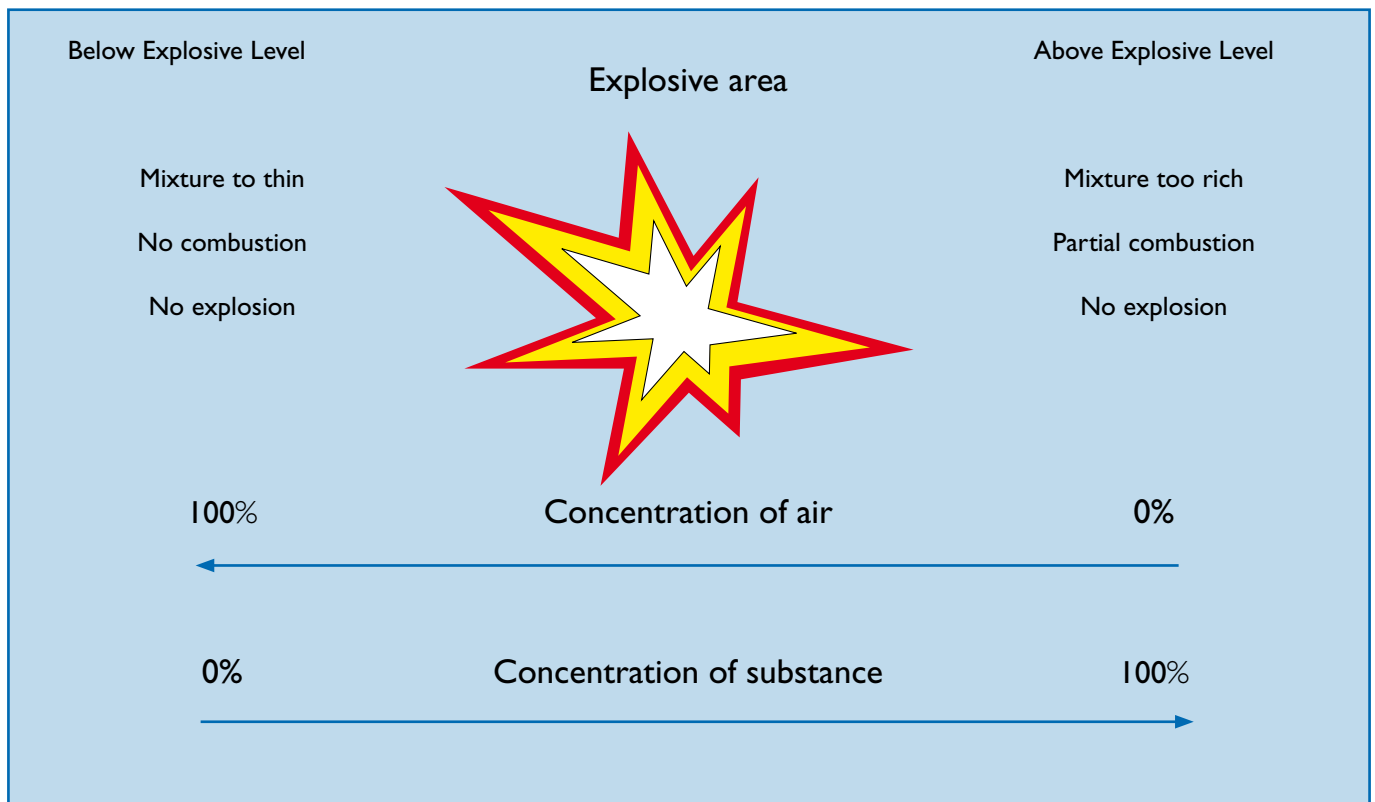 Below Explosive Level
Explosive area
Above Explosive Level
Mixture to thin
No combustion
No explosion
Mixture too rich
Partial combustion
No explosion
100%
Concentration of air
0%
0%
Concentration of substance
100%